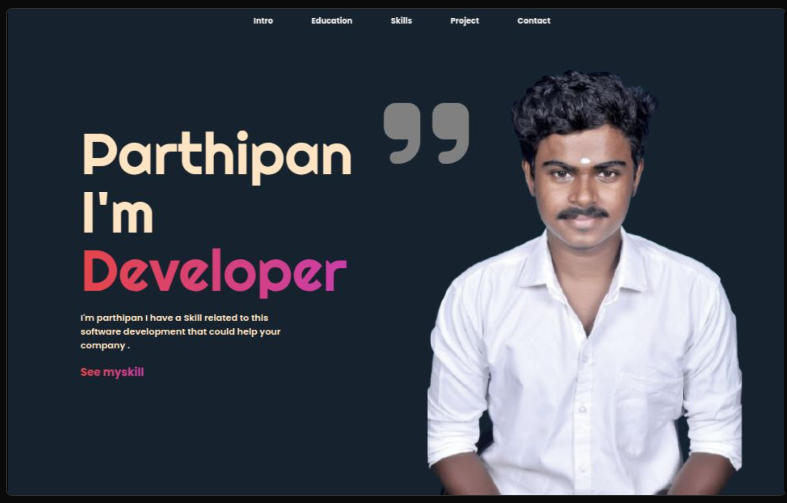 Intro Education Skills Project Contact
Parthipan
I'm
Developer
I'm parthipan I have a Skill related to this
software development that could help your
company .
See myskill